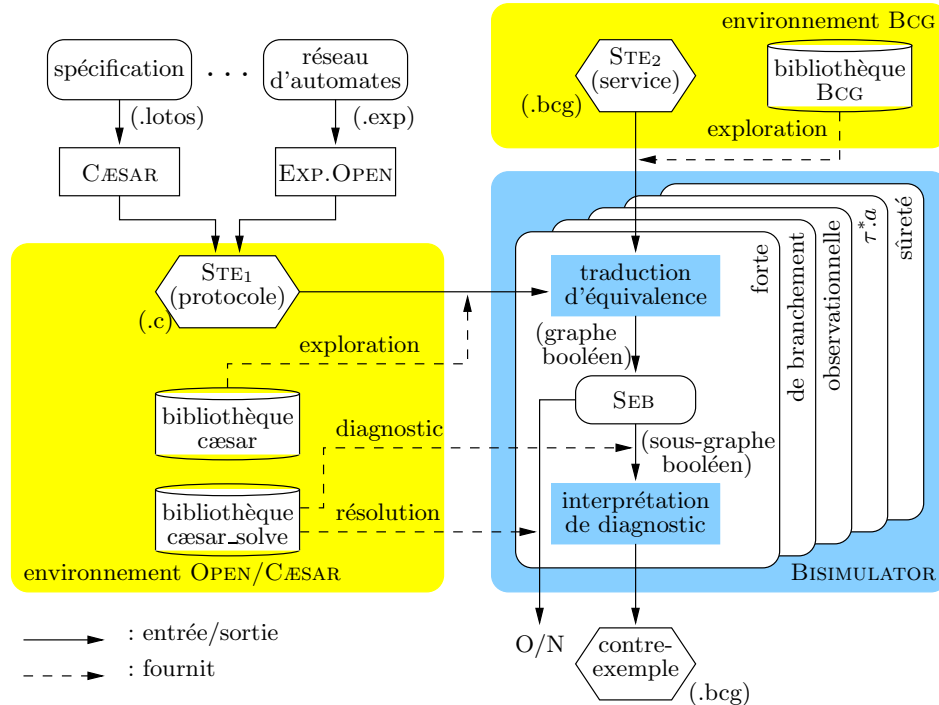 environnement BCG
spécification
. . .
réseau
d'automates
(.lotos)
(.exp)
STE2
(service)
(.bcg)
bibliothèque
BCG
exploration
CÆSAR
EXP.OPEN
STE1
(protocole)
(.c)
exploration
bibliothèque
cæsar
diagnostic
bibliothèque
cæsar_solve
résolution
environnement OPEN/CÆSAR
traduction
d'équivalence
(graphe
booléen)
SEB
(sous-graphe
booléen)
interprétation
de diagnostic
forte
de branchement
observationnelle
τ*.a
sûreté
BISIMULATOR
: entrée/sortie
: fournit
O/N
contre-
exemple
(.bcg)